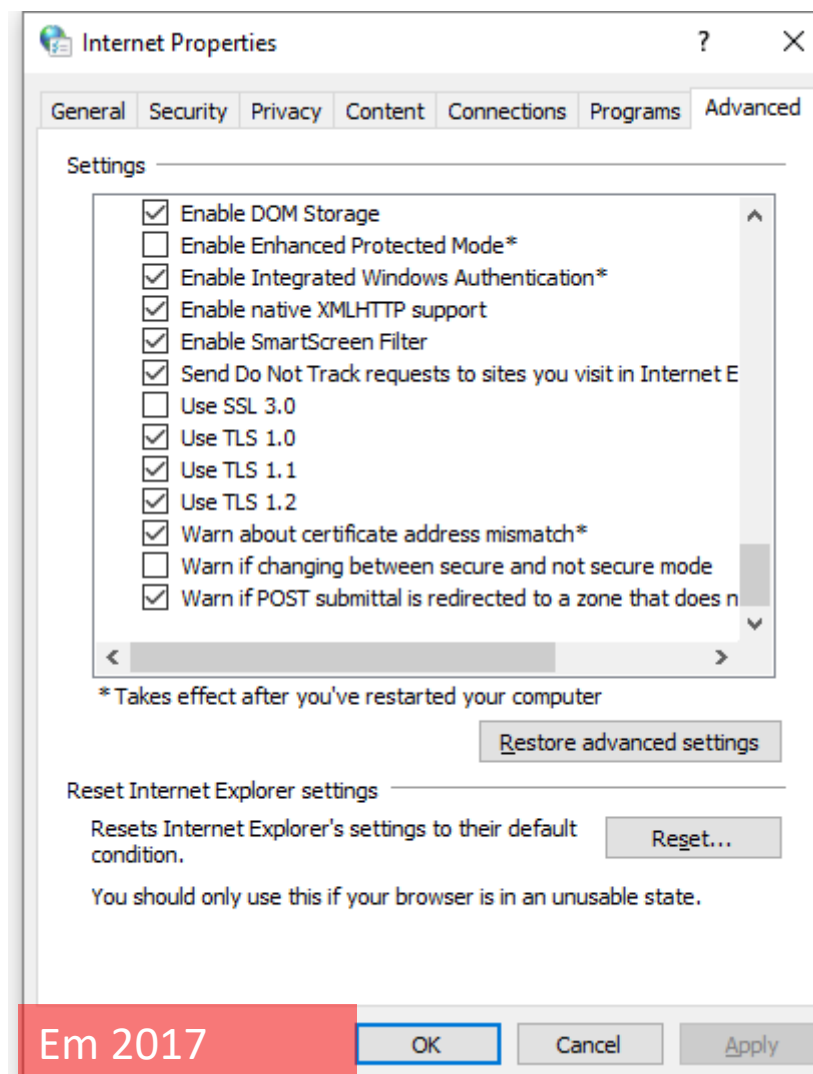 Internet Properties
?
General Security Privacy Content Connections Programs Advanced
Settings
Enable DOM Storage
Enable Enhanced Protected Mode*
Enable Integrated Windows Authentication*
Enable native XMLHTTP support
Enable SmartScreen Filter
Send Do Not Track requests to sites you visit in Internet E
Use SSL 3.0
Use TLS 1.0
Use TLS 1.1
Use TLS 1.2
Warn about certificate address mismatch*
Warn if changing between secure and not secure mode
Warn if POST submittal is redirected to a zone that does n
* Takes effect after you've restarted your computer
Restore advanced settings
Reset Internet Explorer settings
Resets Internet Explorer's settings to their default
condition.
Reset...
You should only use this if your browser is in an unusable state.
Em 2017
OK Cancel Apply